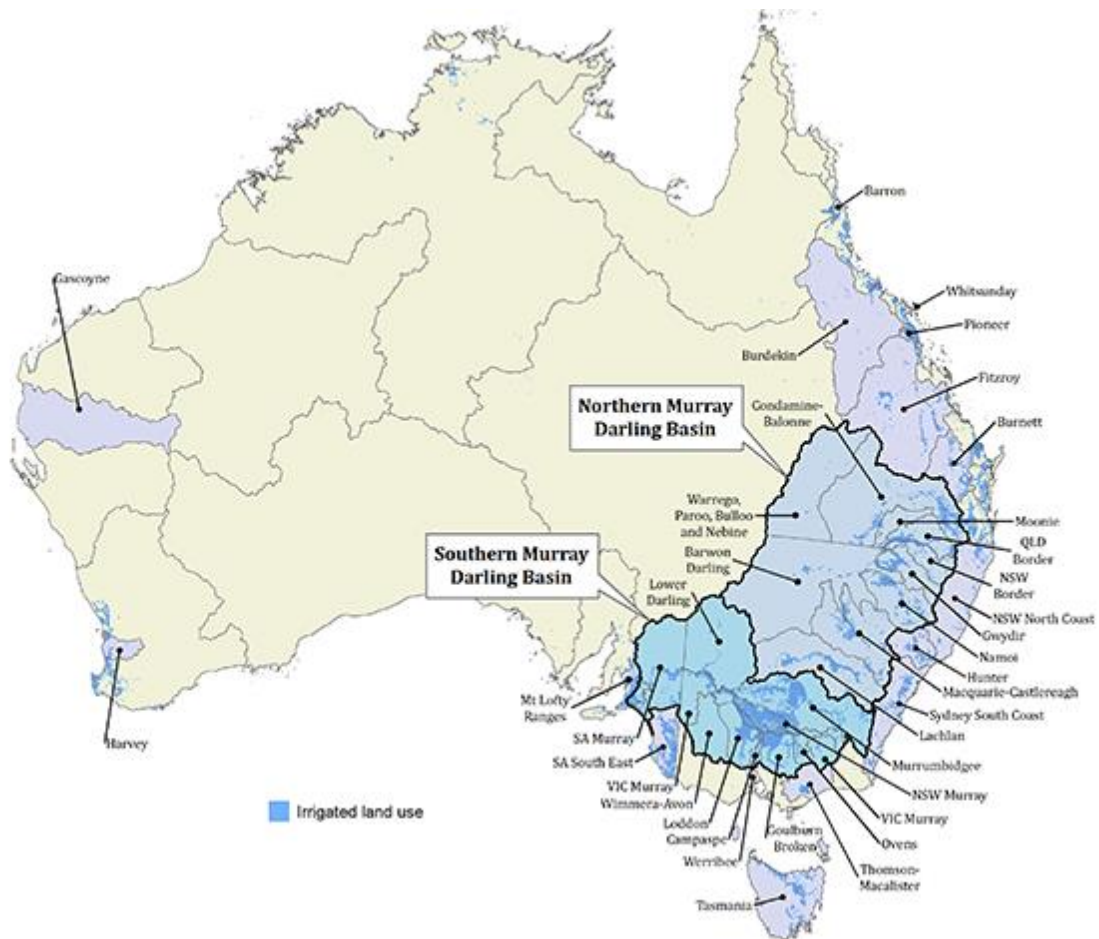 Barron
Gascoyne
Whitsunday
Pioneer
Burdekin
Fitzroy
Northern Murray
Darling Basin
Condamine-
Balonne
Burnett
Warrego,
Paroo, Bulloo
and Nebine
Moonie
QLD
Border
Southern Murray
Darling Basin
Barwon
Darling
NSW
Border
Lower
Darling
NSW North Coast
Gwydir
Namoi
Hunter
Macquarie-Castlereagh
Mt Lofty
Ranges
Sydney South Coast
SA Murray
Lachlan
Harvey
SA South East
Murrumbidgee
VIC Murray
NSW Murray
Wimmera-Avon
Irrigated land use
VIC Murray
Loddon
Campaspe
Goulburn
Broken
Ovens
Werribee
Thomson-
Macalister
Tasmania